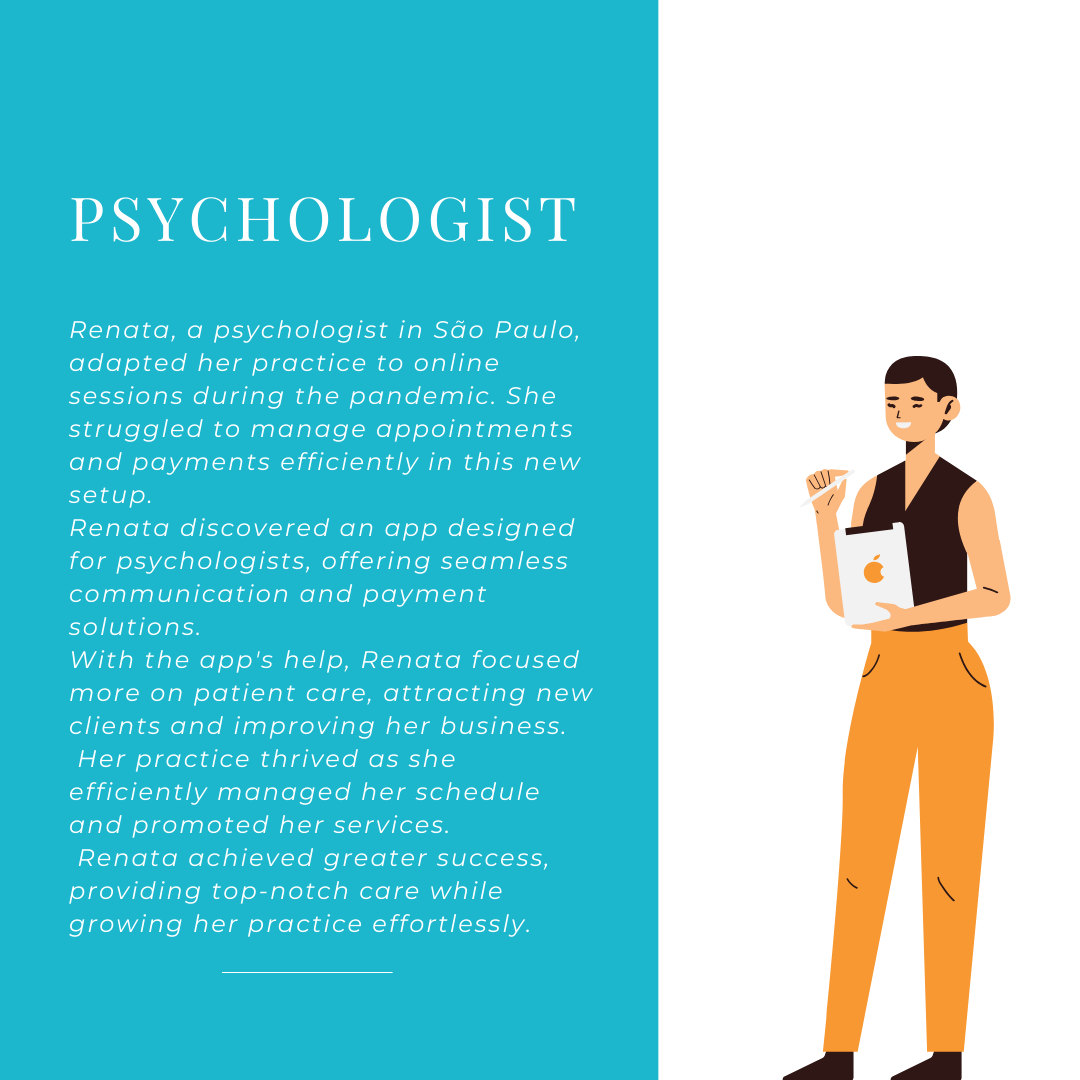 PSYCHOLOGIST
Renata, a psychologist in São Paulo,
adapted her practice to online
sessions during the pandemic. She
struggled to manage appointments
and payments efficiently in this new
setup.
Renata discovered an app designed
for psychologists, offering seamless
communication and payment
solutions.
With the app's help, Renata focused
more on patient care, attracting new
clients and improving her business.
Her practice thrived as she
efficiently managed her schedule
and promoted her services.
Renata achieved greater success,
providing top-notch care while
growing her practice effortlessly.